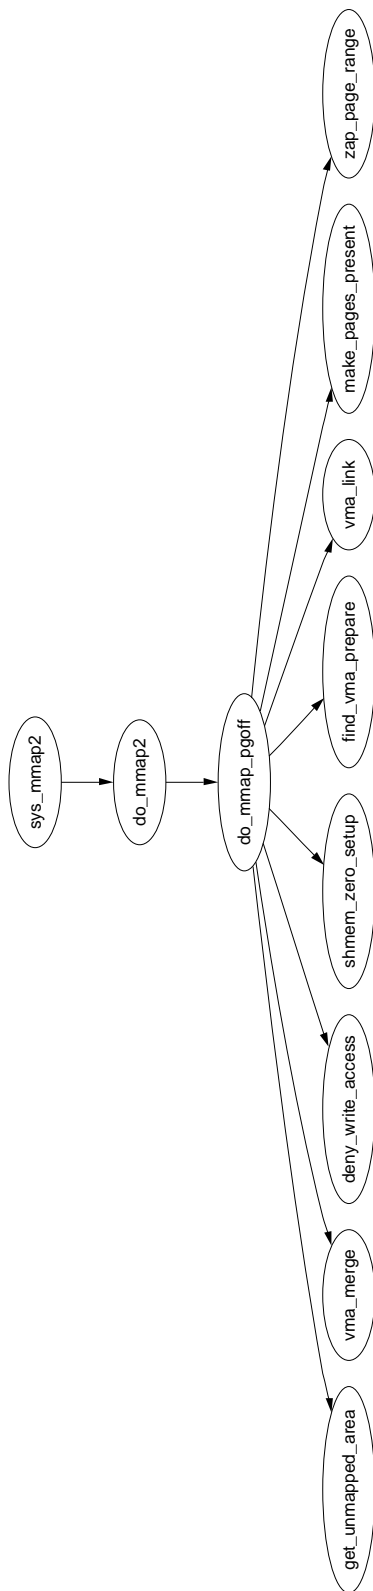 sys_mmap2
do_mmap2
do_mmap_pgoff
get_unmapped_area
vma_merge
deny_write_access
shmem_zero_setup
find_vma_prepare
vma_link
make_pages_present
zap_page_range